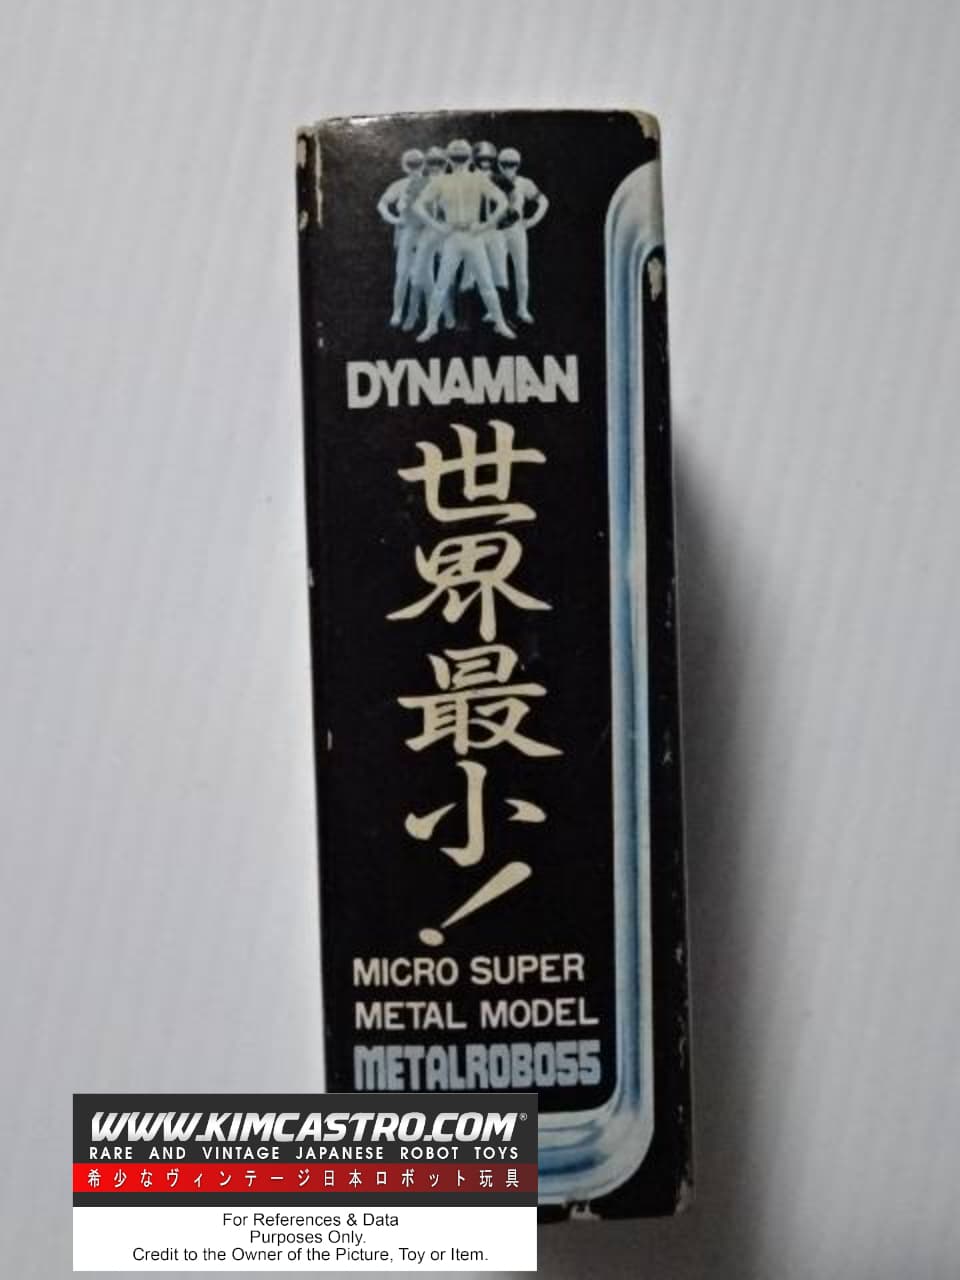 DYNAMAN
世界最小!
MICRO SUPER
METAL MODEL
METALROBO55
WWW.KIMCASTRO.COM®
RARE AND VINTAGE JAPANESE ROBOT TOYS
希少なヴィンテージ日本ロボット玩具
For References & Data
Purposes Only.
Credit to the Owner of the Picture, Toy or Item.